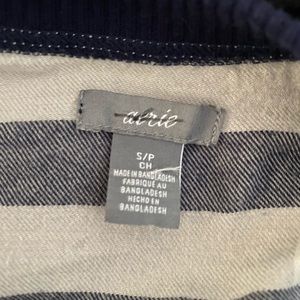 aerie
S/P
CH
MADE IN BANGLADESH
FABRIQUÉ AU
BANGLADESH
HECHO EN
BANGLADESH